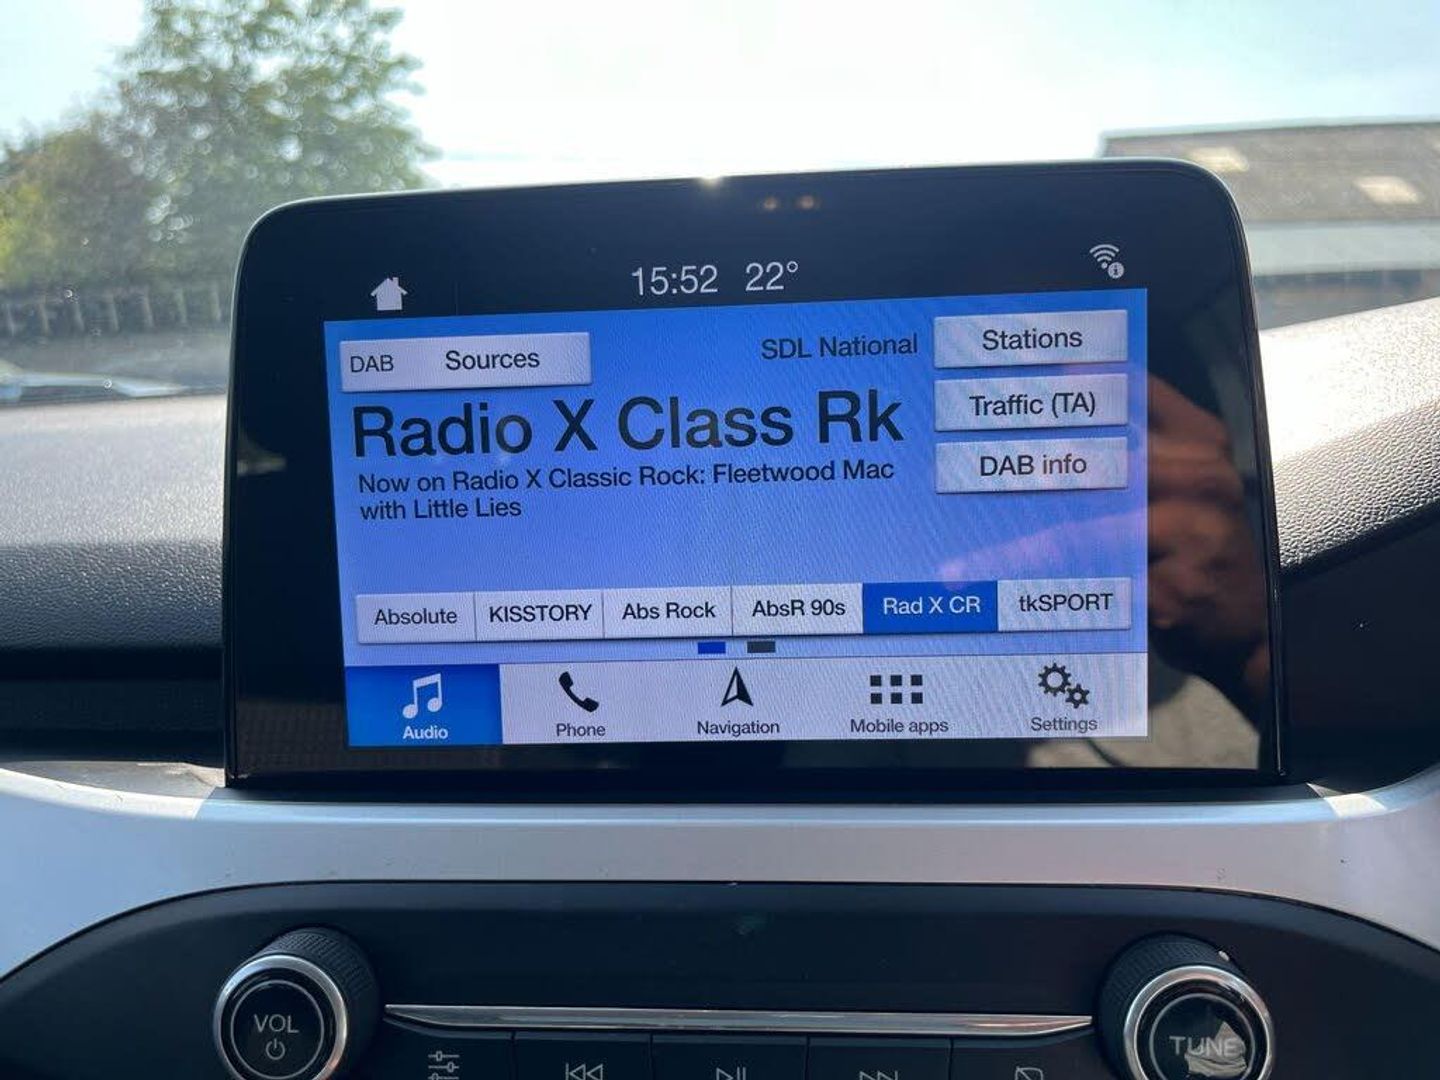 15:52 22°
DAB Sources
SDL National
Stations
Radio X Class Rk
Traffic (TA)
Now on Radio X Classic Rock: Fleetwood Mac
with Little Lies
DAB info
Absolute KISSTORY Abs Rock AbsR 90s Rad X CR tkSPORT
Audio Phone Navigation Mobile apps Settings
VOL
TUNE